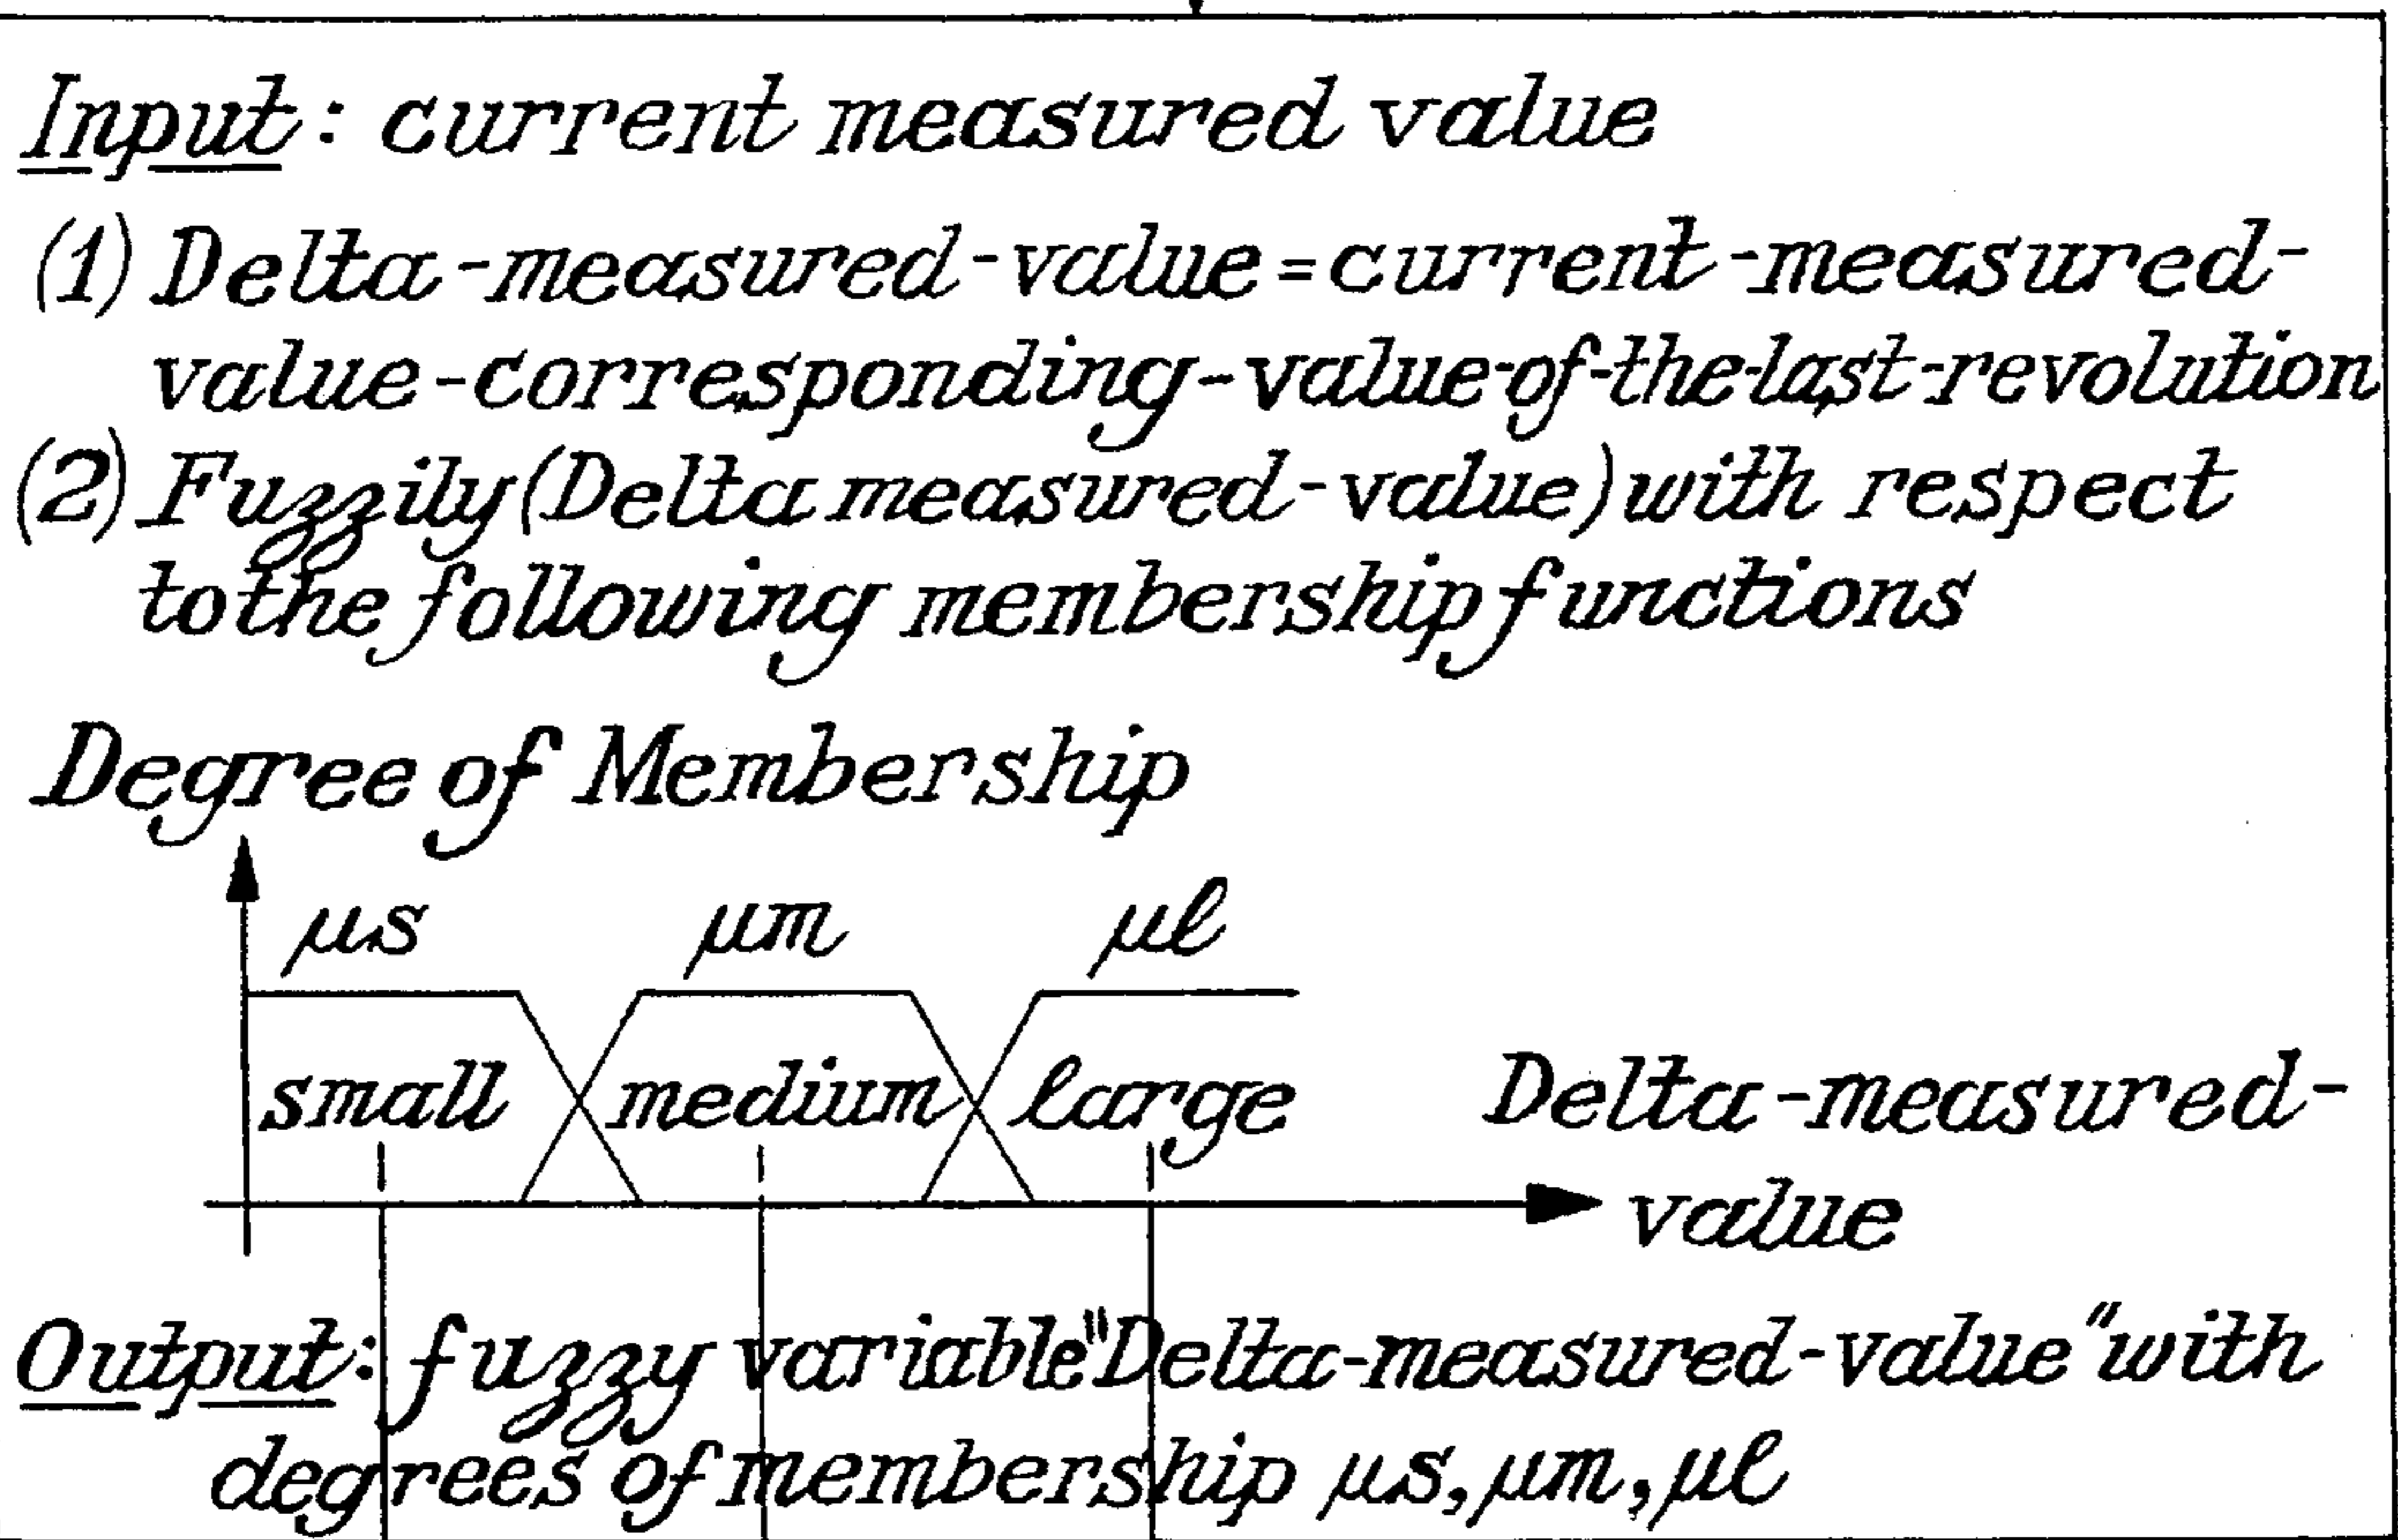 Input: current measured value
(1) Delta-measured-value=current-measured-
value-corresponding-value-of-the-last-revolution
(2) Fuzzily(Delta measured-value)with respect
to the following membership functions
Degree of Membership
µs µm µl
small medium large Delta-measured-
value
Output: fuzzy variable"Delta-measured-value"with
degrees of membership µs,µm,µl